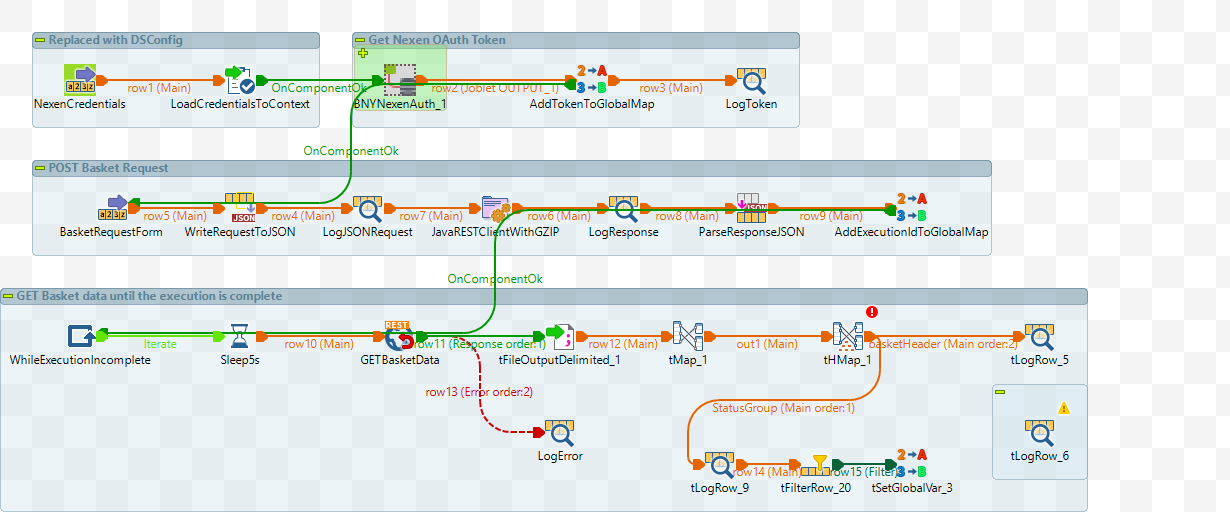 Replaced with DSConfig
Get Nexen OAuth Token
row1 (Main)
OnComponentOk
row2 (Joblet OUTPUT_1)
row3 (Main)
NexenCredentials
LoadCredentialsToContext
BNYNexenAuth_1
AddTokenToGlobalMap
LogToken
OnComponentOk
POST Basket Request
row5 (Main)
row4 (Main)
row7 (Main)
row6 (Main)
row8 (Main)
row9 (Main)
BasketRequestForm
WriteRequestToJSON
LogJSONRequest
JavaRESTClientWithGZIP
LogResponse
ParseResponseJSON
AddExecutionIdToGlobalMap
OnComponentOk
GET Basket data until the execution is complete
Iterate
row10 (Main)
row11 (Response order:1)
row12 (Main)
out1 (Main)
basketHeader (Main order:2)
WhileExecutionIncomplete
Sleep5s
GETBasketData
tFileOutputDelimited_1
tMap_1
tHMap_1
tLogRow_5
row13 (Error order:2)
StatusGroup (Main order:1)
LogError
tLogRow_6
row14 (Main)
row15 (Filter)
tLogRow_9
tFilterRow_20
tSetGlobalVar_3